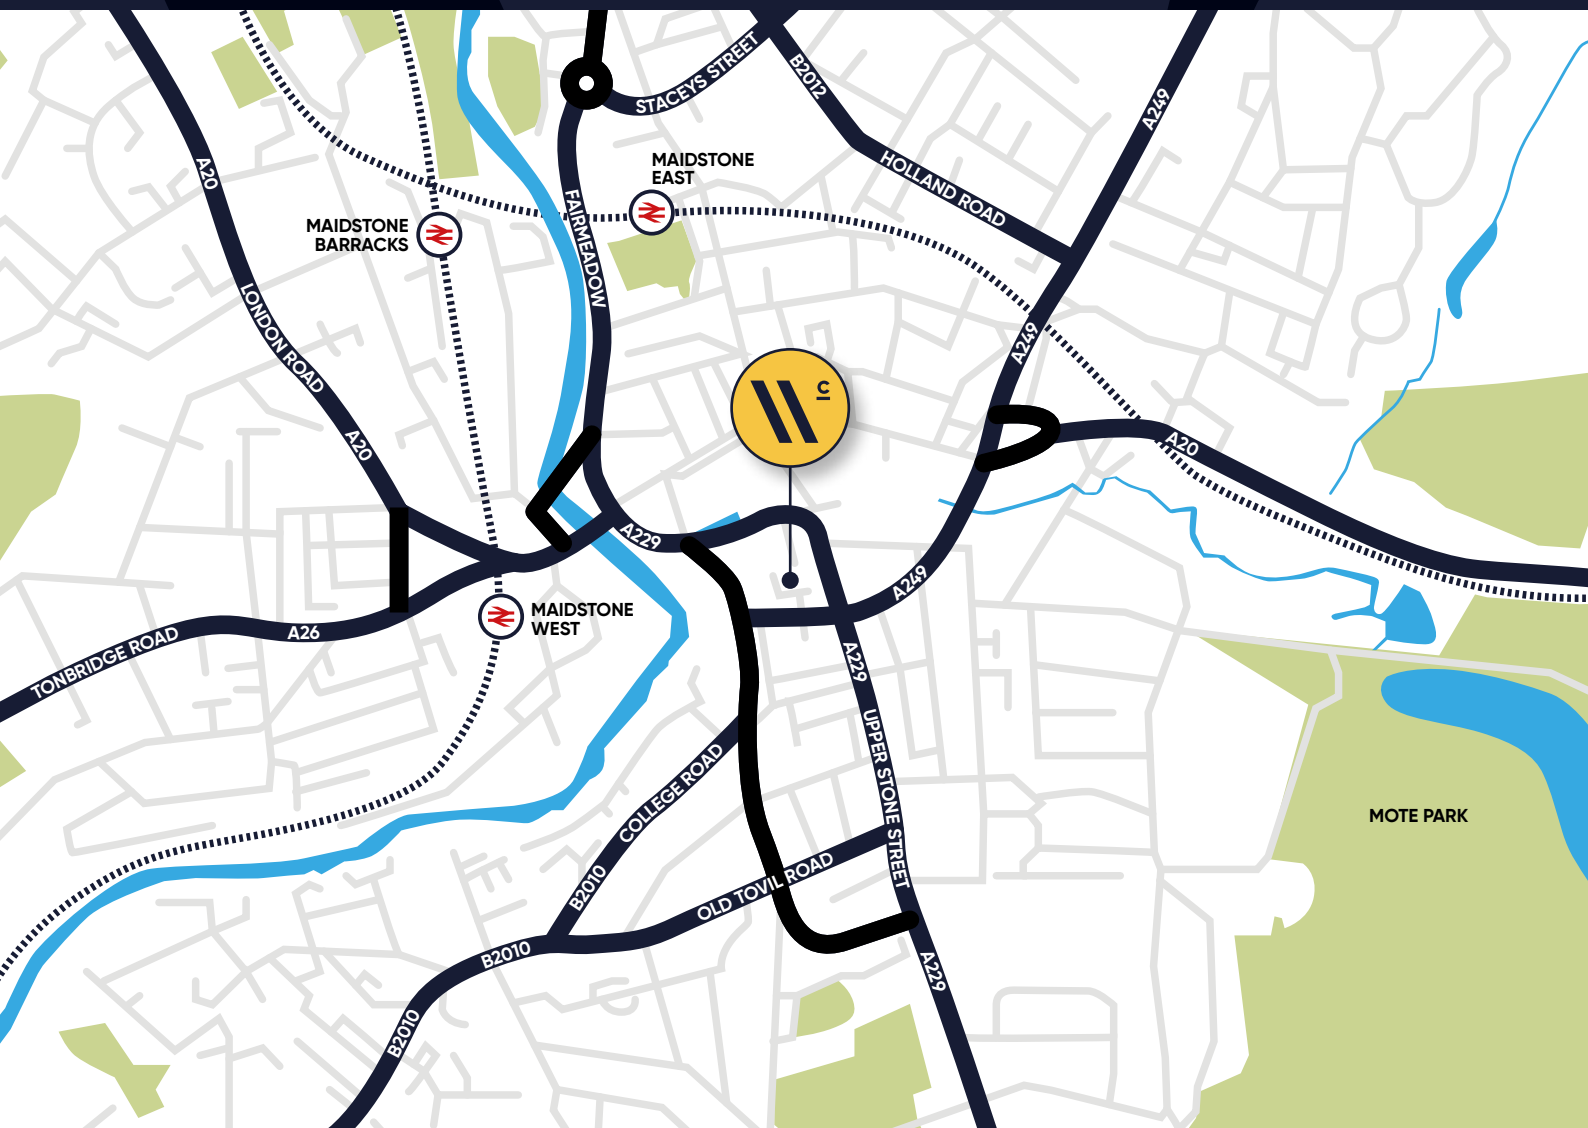 STACEYS STREET
B2012
A249
A20
MAIDSTONE
EAST
HOLLAND ROAD
MAIDSTONE
BARRACKS
FAIRMEADOW
LONDON ROAD
A249
C
A20
A20
A229
A249
MAIDSTONE
WEST
A26
TONBRIDGE ROAD
A229
UPPER STONE STREET
COLLEGE ROAD
MOTE PARK
B2010
OLD TOVIL ROAD
B2010
A229
B2010